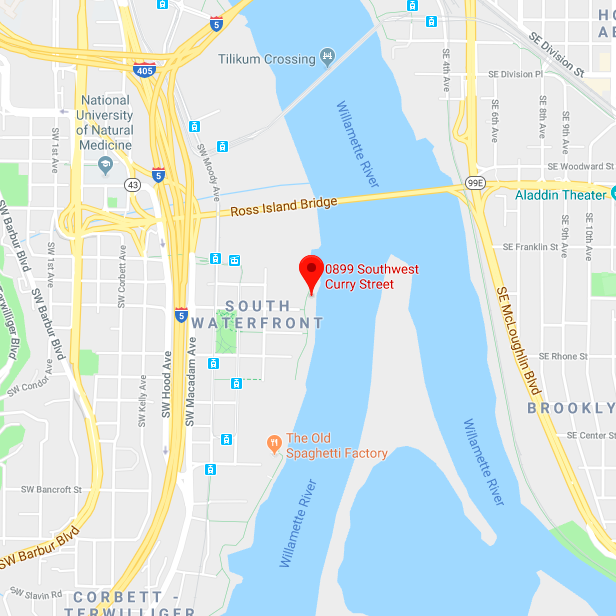 5
HO
AB
SE Division St
Tilikum Crossing
405
SE 4th Ave
SE Division Pl
National
University
of Natural
Medicine
Willamette River
SE 6th Ave
SE 8th Ave
SE 9th Ave
SW 1st Ave
SW Moody Ave
SE Woodward St
5
43
99E
Aladdin Theater
Ross Island Bridge
SW Barbur Blvd
SW Corbett Ave
SE 9th Ave
SE 10th Ave
SE Franklin St
0899 Southwest
Curry Street
Terwilliger Blvd
SW Barbur Blvd
SOUTH
WATERFRONT
5
SE McLoughlin Blvd
SE Rhone St
SW 1st Ave
SW Condor Ave
SW Kelly Ave
SW Hood Ave
SW Macadam Ave
BROOKLY
The Old
Spaghetti Factory
SE Center St
Willamette River
SW Bancroft St
Willamette River
SW Barbur Blvd
SW Slavin Rd
CORBETT -
TERWILLIGER